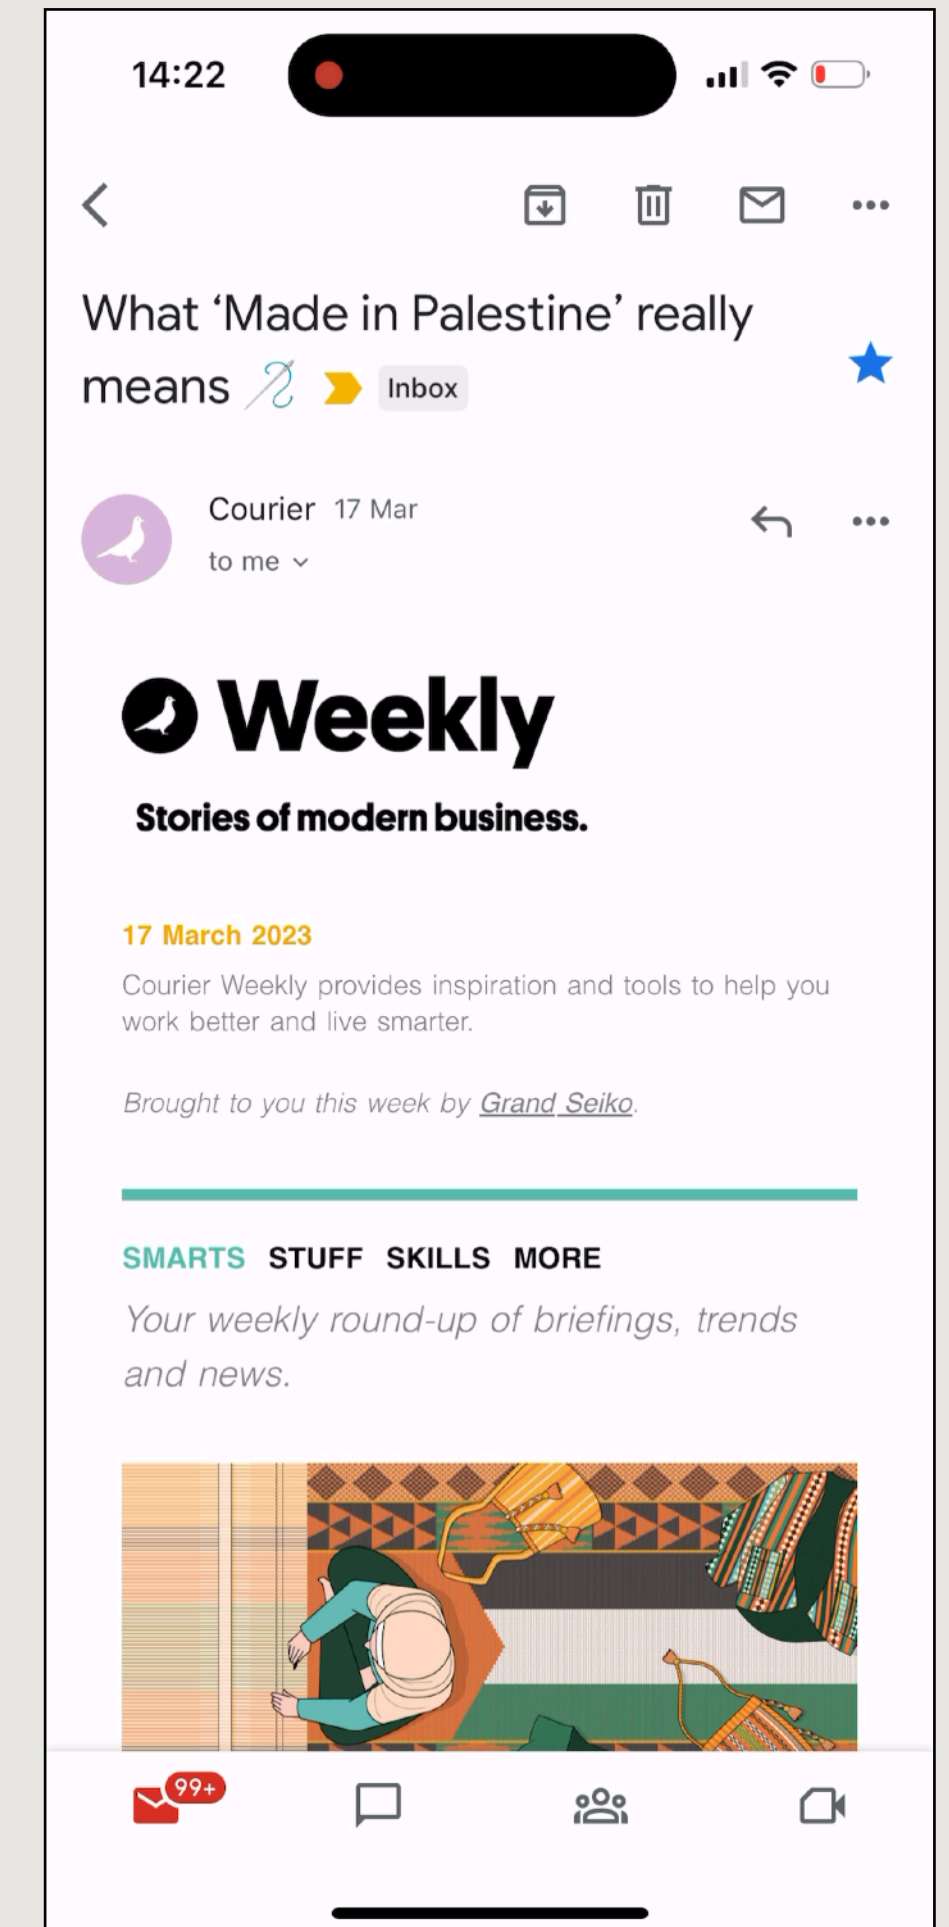 14:22
What ‘Made in Palestine’ really
means Inbox
Courier 17 Mar
to me
Weekly
Stories of modern business.
17 March 2023
Courier Weekly provides inspiration and tools to help you
work better and live smarter.
Brought to you this week by Grand Seiko.
SMARTS STUFF SKILLS MORE
Your weekly round-up of briefings, trends
and news.
99+